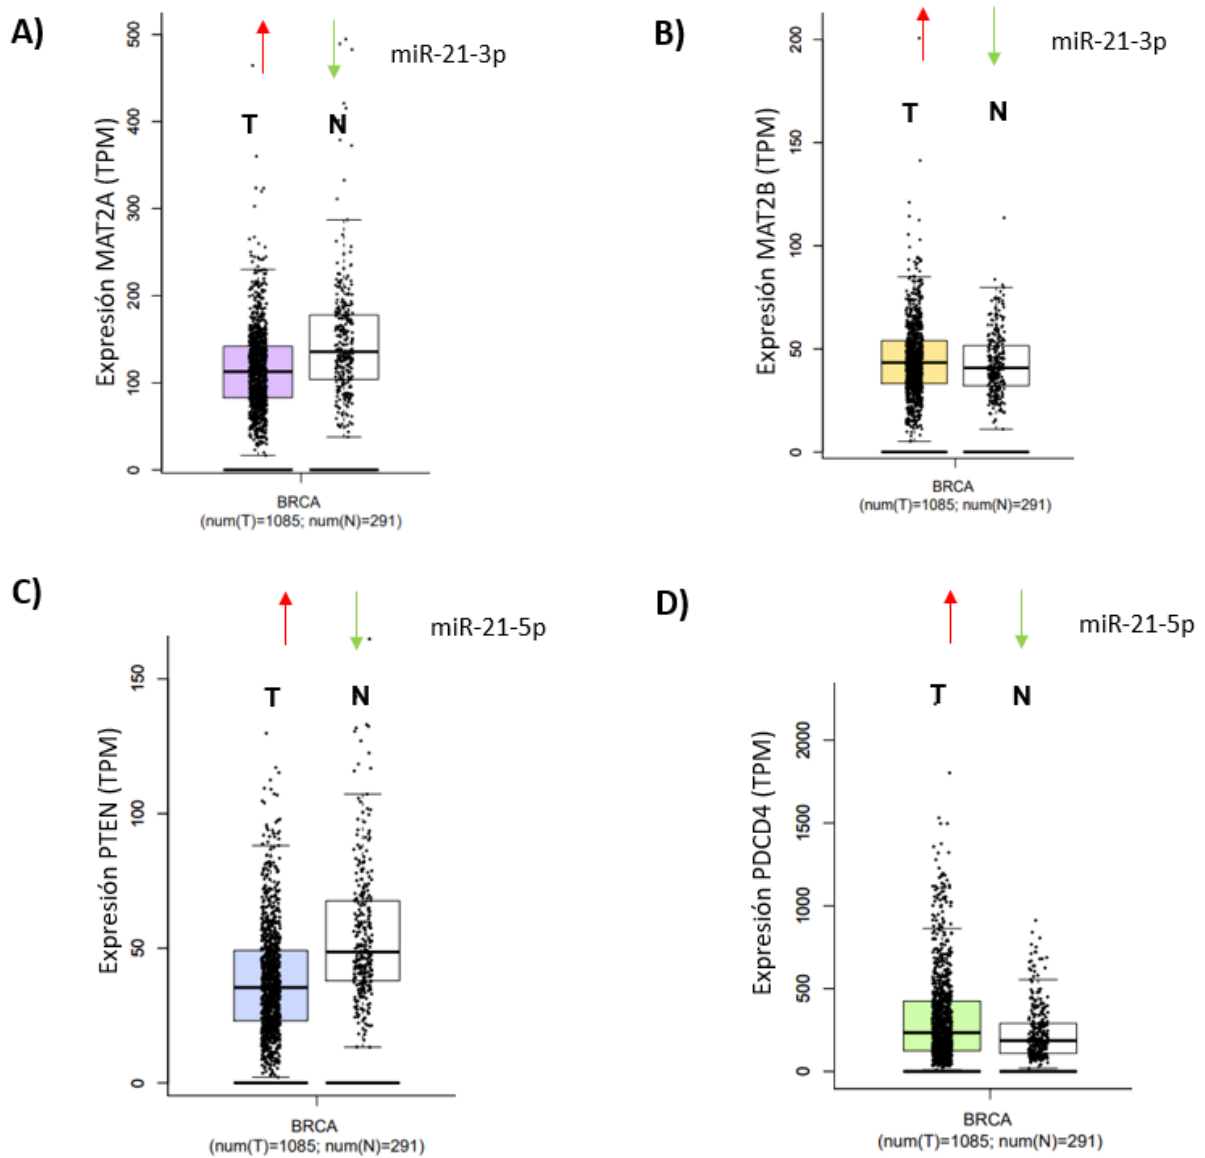 A)
miR-21-3p
T
N
Expresión MAT2A (TPM)
500
400
300
200
100
0
BRCA
(num(T)=1085; num(N)=291)
B)
miR-21-3p
T
N
Expresión MAT2B (TPM)
200
150
100
50
0
BRCA
(num(T)=1085; num(N)=291)
C)
miR-21-5p
T
N
Expresión PTEN (TPM)
150
100
50
0
BRCA
(num(T)=1085; num(N)=291)
D)
miR-21-5p
T
N
Expresión PDCD4 (TPM)
2000
1500
1000
500
0
BRCA
(num(T)=1085; num(N)=291)